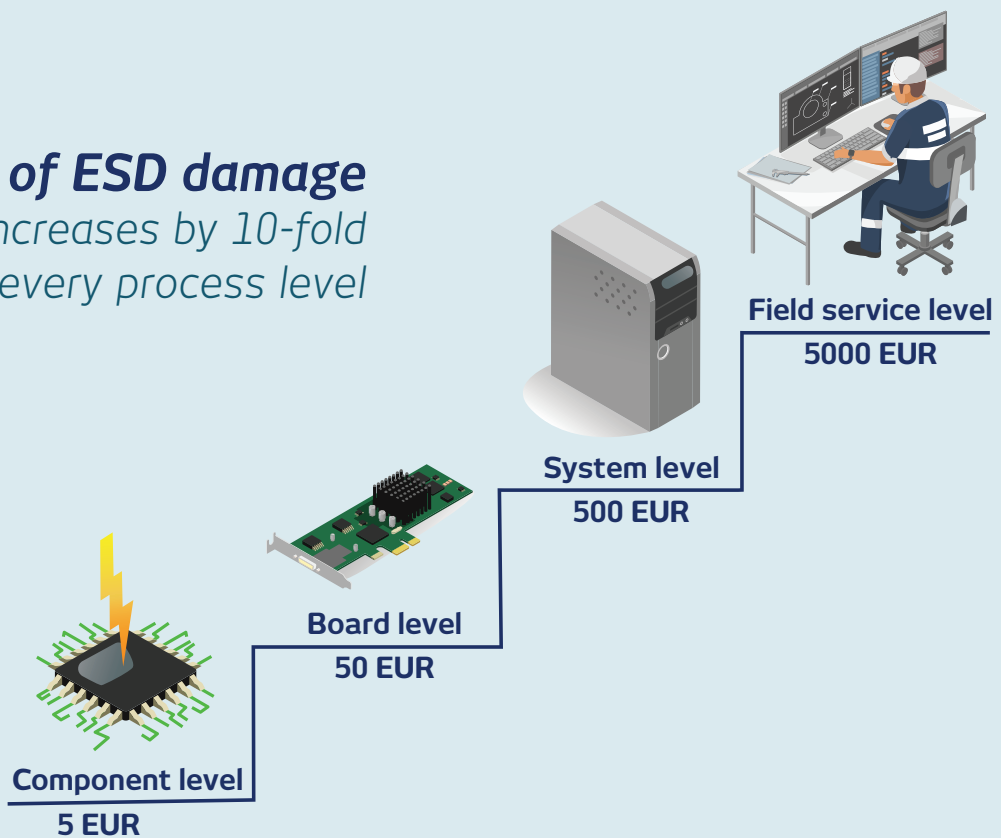 of ESD damage
ncreases by 10-fold
every process level
Field service level
5000 EUR
System level
500 EUR
Board level
50 EUR
Component level
5 EUR